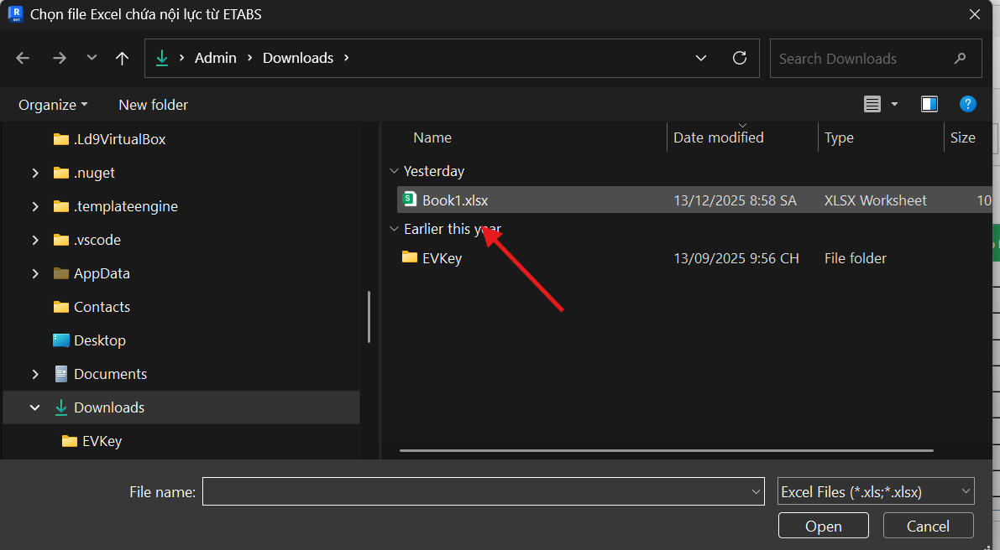 R
RVT
Chọn file Excel chứa nội lực từ ETABS
Admin
Downloads
Search Downloads
Organize
New folder
?
Name
Date modified
Type
Size
.Ld9VirtualBox
.nuget
.templateengine
.vscode
AppData
Contacts
Desktop
Documents
Downloads
EVKey
Yesterday
S
Book1.xlsx
13/12/2025 8:58 SA
XLSX Worksheet
10
Earlier this year
EVKey
13/09/2025 9:56 CH
File folder
File name:
Excel Files (*.xls;*.xlsx)
Open
Cancel